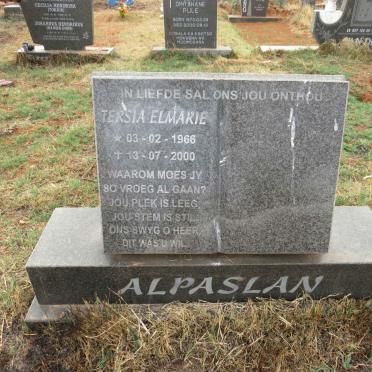 IN LIEFDE SAL ONS JOU ONTHOU
TERSIA ELMARIE
☆ 03-02-1966
✝ 13-07-2000
WAAROM MOES JY
SO VROEG AL GAAN?
JOU PLEK IS LEEG,
JOU STEM IS STIL.
ONS SWYG O HEER,
DIT WAS U WIL.
ALPASLAN
PULE